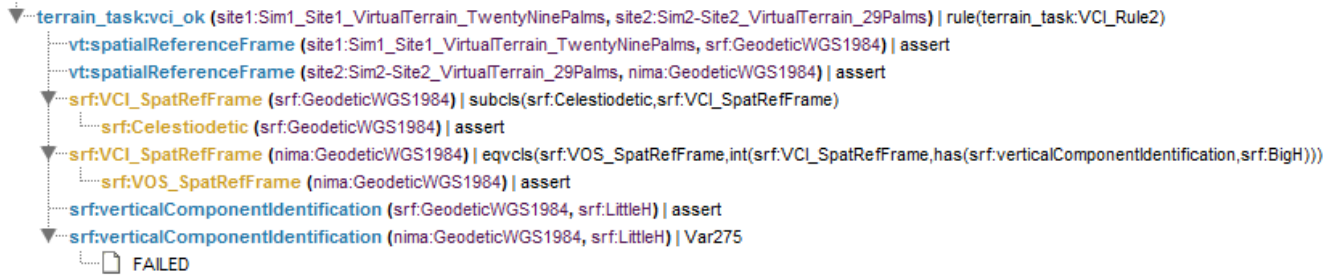 terrain_task:vci_ok (site1:Sim1_Site1_VirtualTerrain_TwentyNinePalms, site2:Sim2-Site2_VirtualTerrain_29Palms) | rule(terrain_task:VCI_Rule2)
vt:spatialReferenceFrame (site1:Sim1_Site1_VirtualTerrain_TwentyNinePalms, srf:GeodeticWGS1984) | assert
vt:spatialReferenceFrame (site2:Sim2-Site2_VirtualTerrain_29Palms, nima:GeodeticWGS1984) | assert
srf:VCI_SpatRefFrame (srf:GeodeticWGS1984) | subcls(srf:Celestiodetic,srf:VCI_SpatRefFrame)
srf:Celestiodetic (srf:GeodeticWGS1984) | assert
srf:VCI_SpatRefFrame (nima:GeodeticWGS1984) | eqvcls(srf:VOS_SpatRefFrame,int(srf:VCI_SpatRefFrame,has(srf:verticalComponentIdentification,srf:BigH)))
srf:VOS_SpatRefFrame (nima:GeodeticWGS1984) | assert
srf:verticalComponentIdentification (srf:GeodeticWGS1984, srf:LittleH) | assert
srf:verticalComponentIdentification (nima:GeodeticWGS1984, srf:LittleH) | Var275
FAILED